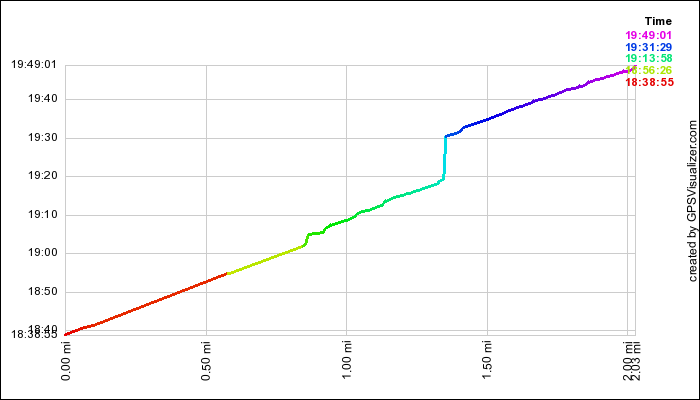 Time
19:49:01
19:31:29
19:13:58
18:56:26
18:38:55
19:49:01
19:40
19:30
19:20
19:10
19:00
18:50
18:40
18:38:55
0.00 mi
0.50 mi
1.00 mi
1.50 mi
2.00 mi
2.03 mi
created by GPSVisualizer.com